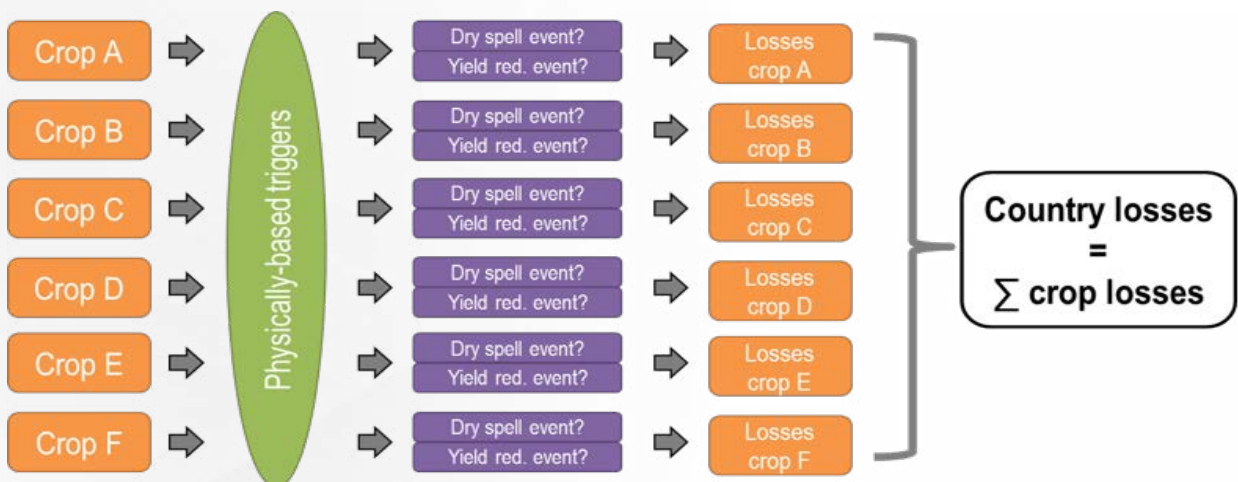 Crop A
Crop B
Crop C
Crop D
Crop E
Crop F
Physically-based triggers
Dry spell event?
Yield red. event?
Dry spell event?
Yield red. event?
Dry spell event?
Yield red. event?
Dry spell event?
Yield red. event?
Dry spell event?
Yield red. event?
Dry spell event?
Yield red. event?
Losses
crop A
Losses
crop B
Losses
crop C
Losses
crop D
Losses
crop E
Losses
crop F
Country losses
=
∑ crop losses